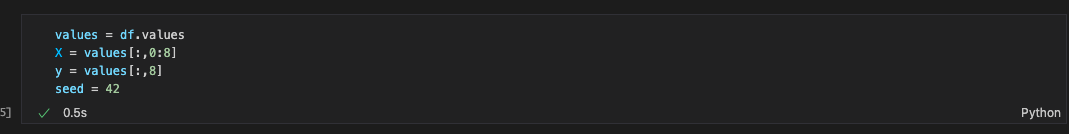 values = df.values
X = values[:,0:8]
y = values[:,8]
seed = 42
5]
0.5s
Python